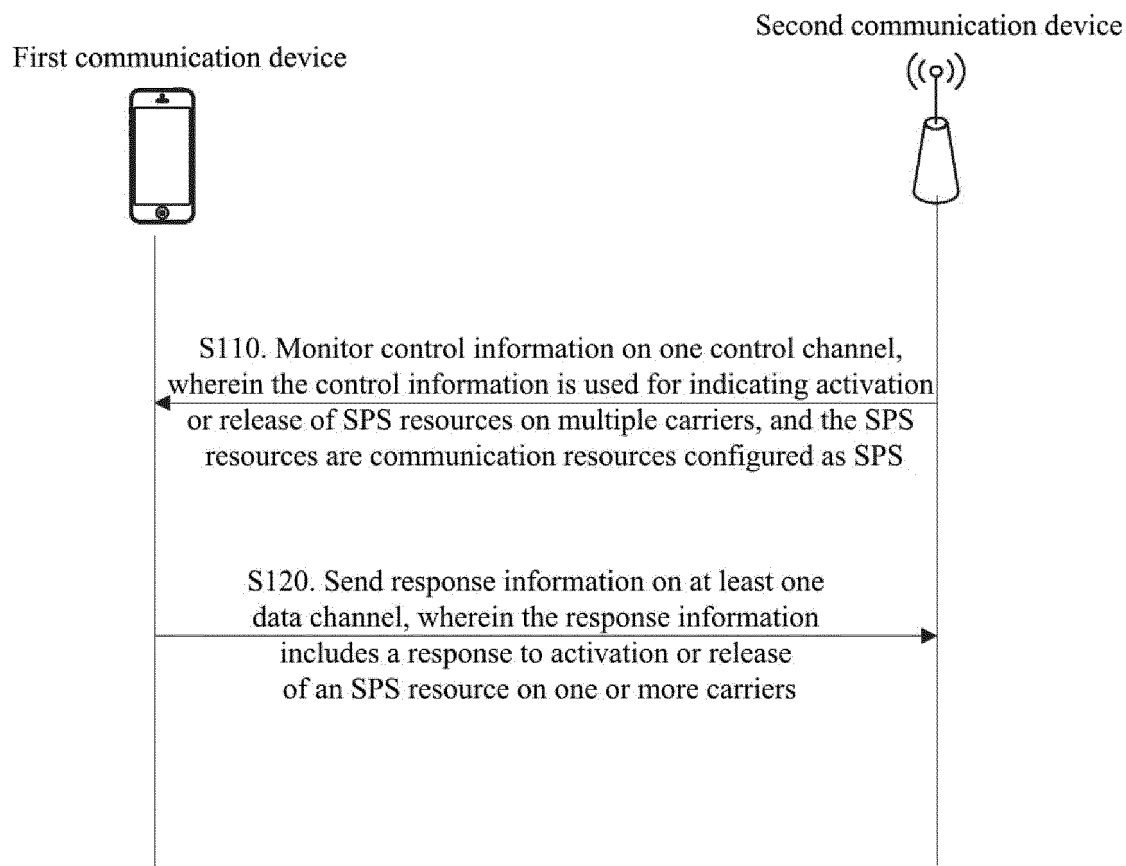 Second communication device
First communication device
S110. Monitor control information on one control channel,
wherein the control information is used for indicating activation
or release of SPS resources on multiple carriers, and the SPS
resources are communication resources configured as SPS
S120. Send response information on at least one
data channel, wherein the response information
includes a response to activation or release
of an SPS resource on one or more carriers